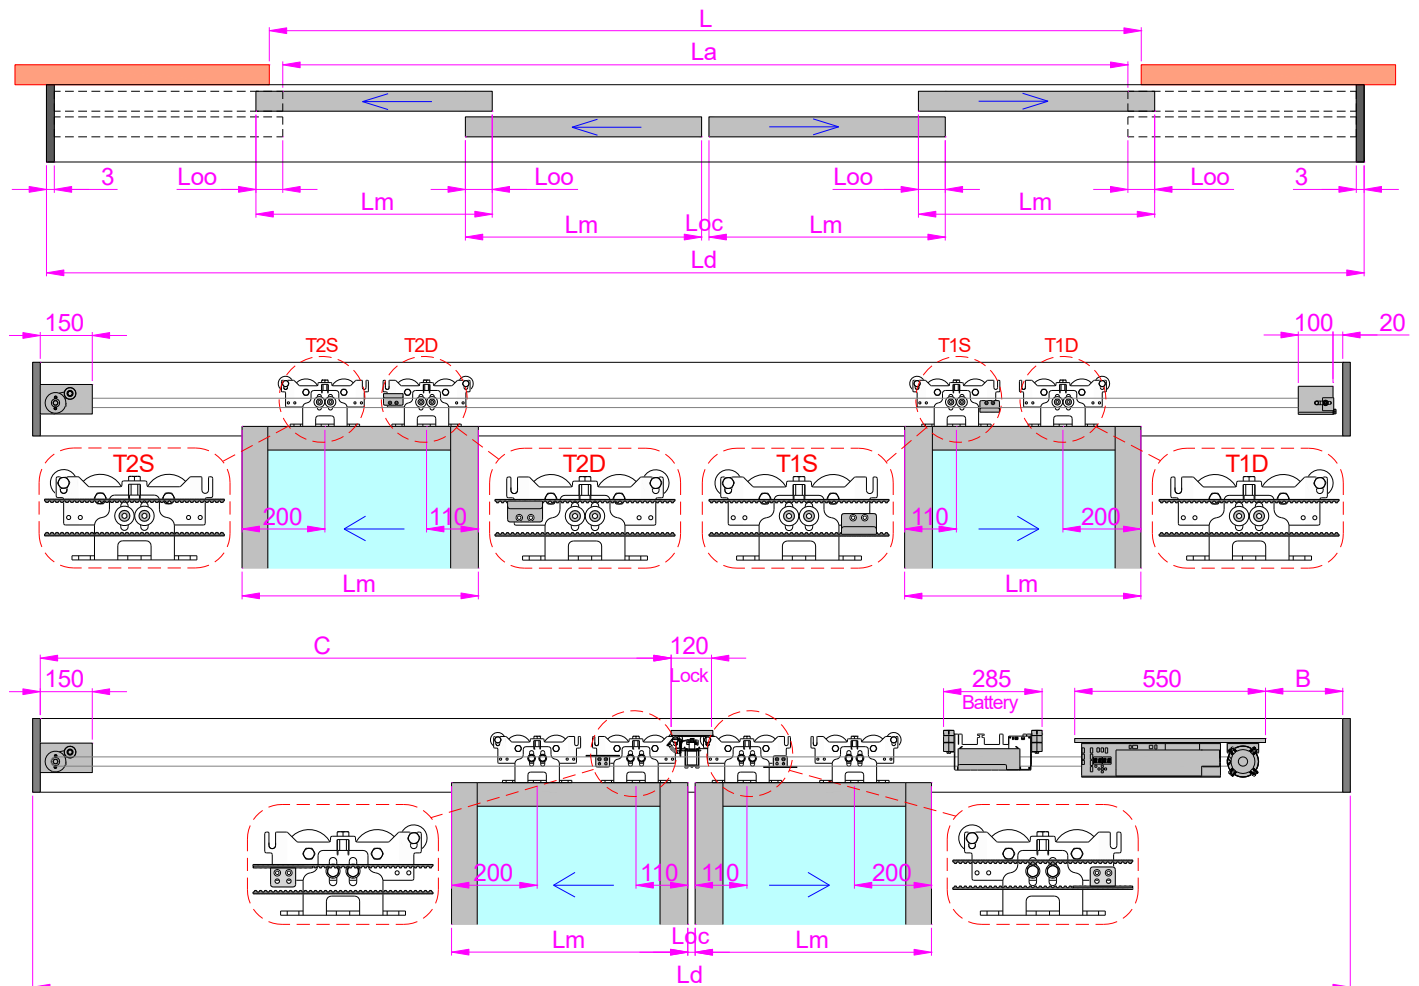 L
La
3 Loo Loo Loo Loo 3
Lm Lm
Lm Loc Lm
Ld
150 100 20
T2S T2D T1S T1D
T2S T2D T1S T1D
200 110 110 200
Lm Lm
C 120
Lock
150 285 550 B
Battery
200 110 110 200
Lm Loc Lm
Ld